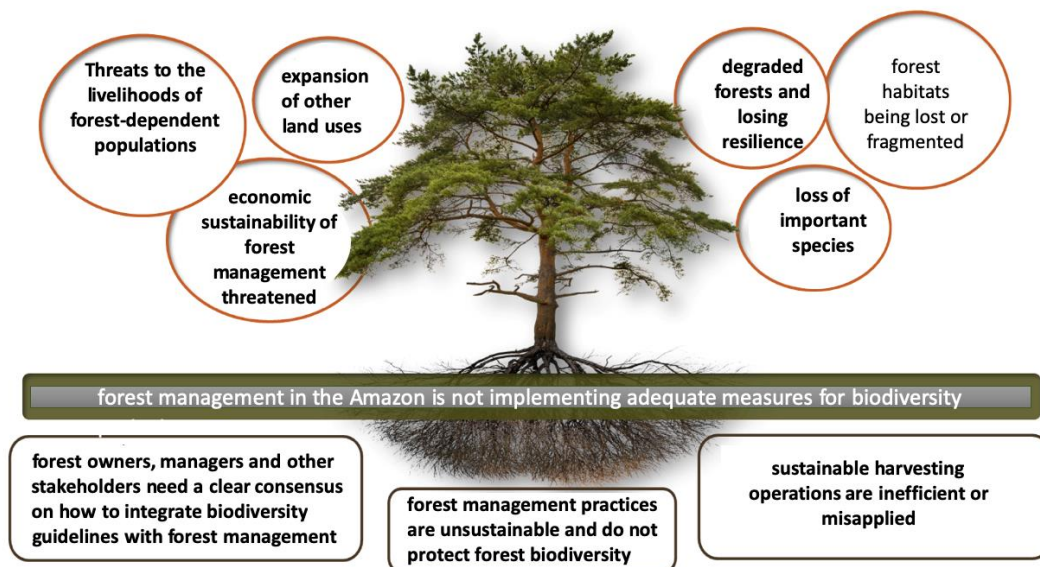 Threats to the
livelihoods of
forest-dependent
populations
expansion
of other
land uses
economic
sustainability of
forest
management
threatened
degraded
forests and
losing
resilience
forest
habitats
being lost or
fragmented
loss of
important
species
forest management in the Amazon is not implementing adequate measures for biodiversity
forest owners, managers and other
stakeholders need a clear consensus
on how to integrate biodiversity
guidelines with forest management
forest management practices
are unsustainable and do not
protect forest biodiversity
sustainable harvesting
operations are inefficient or
misapplied